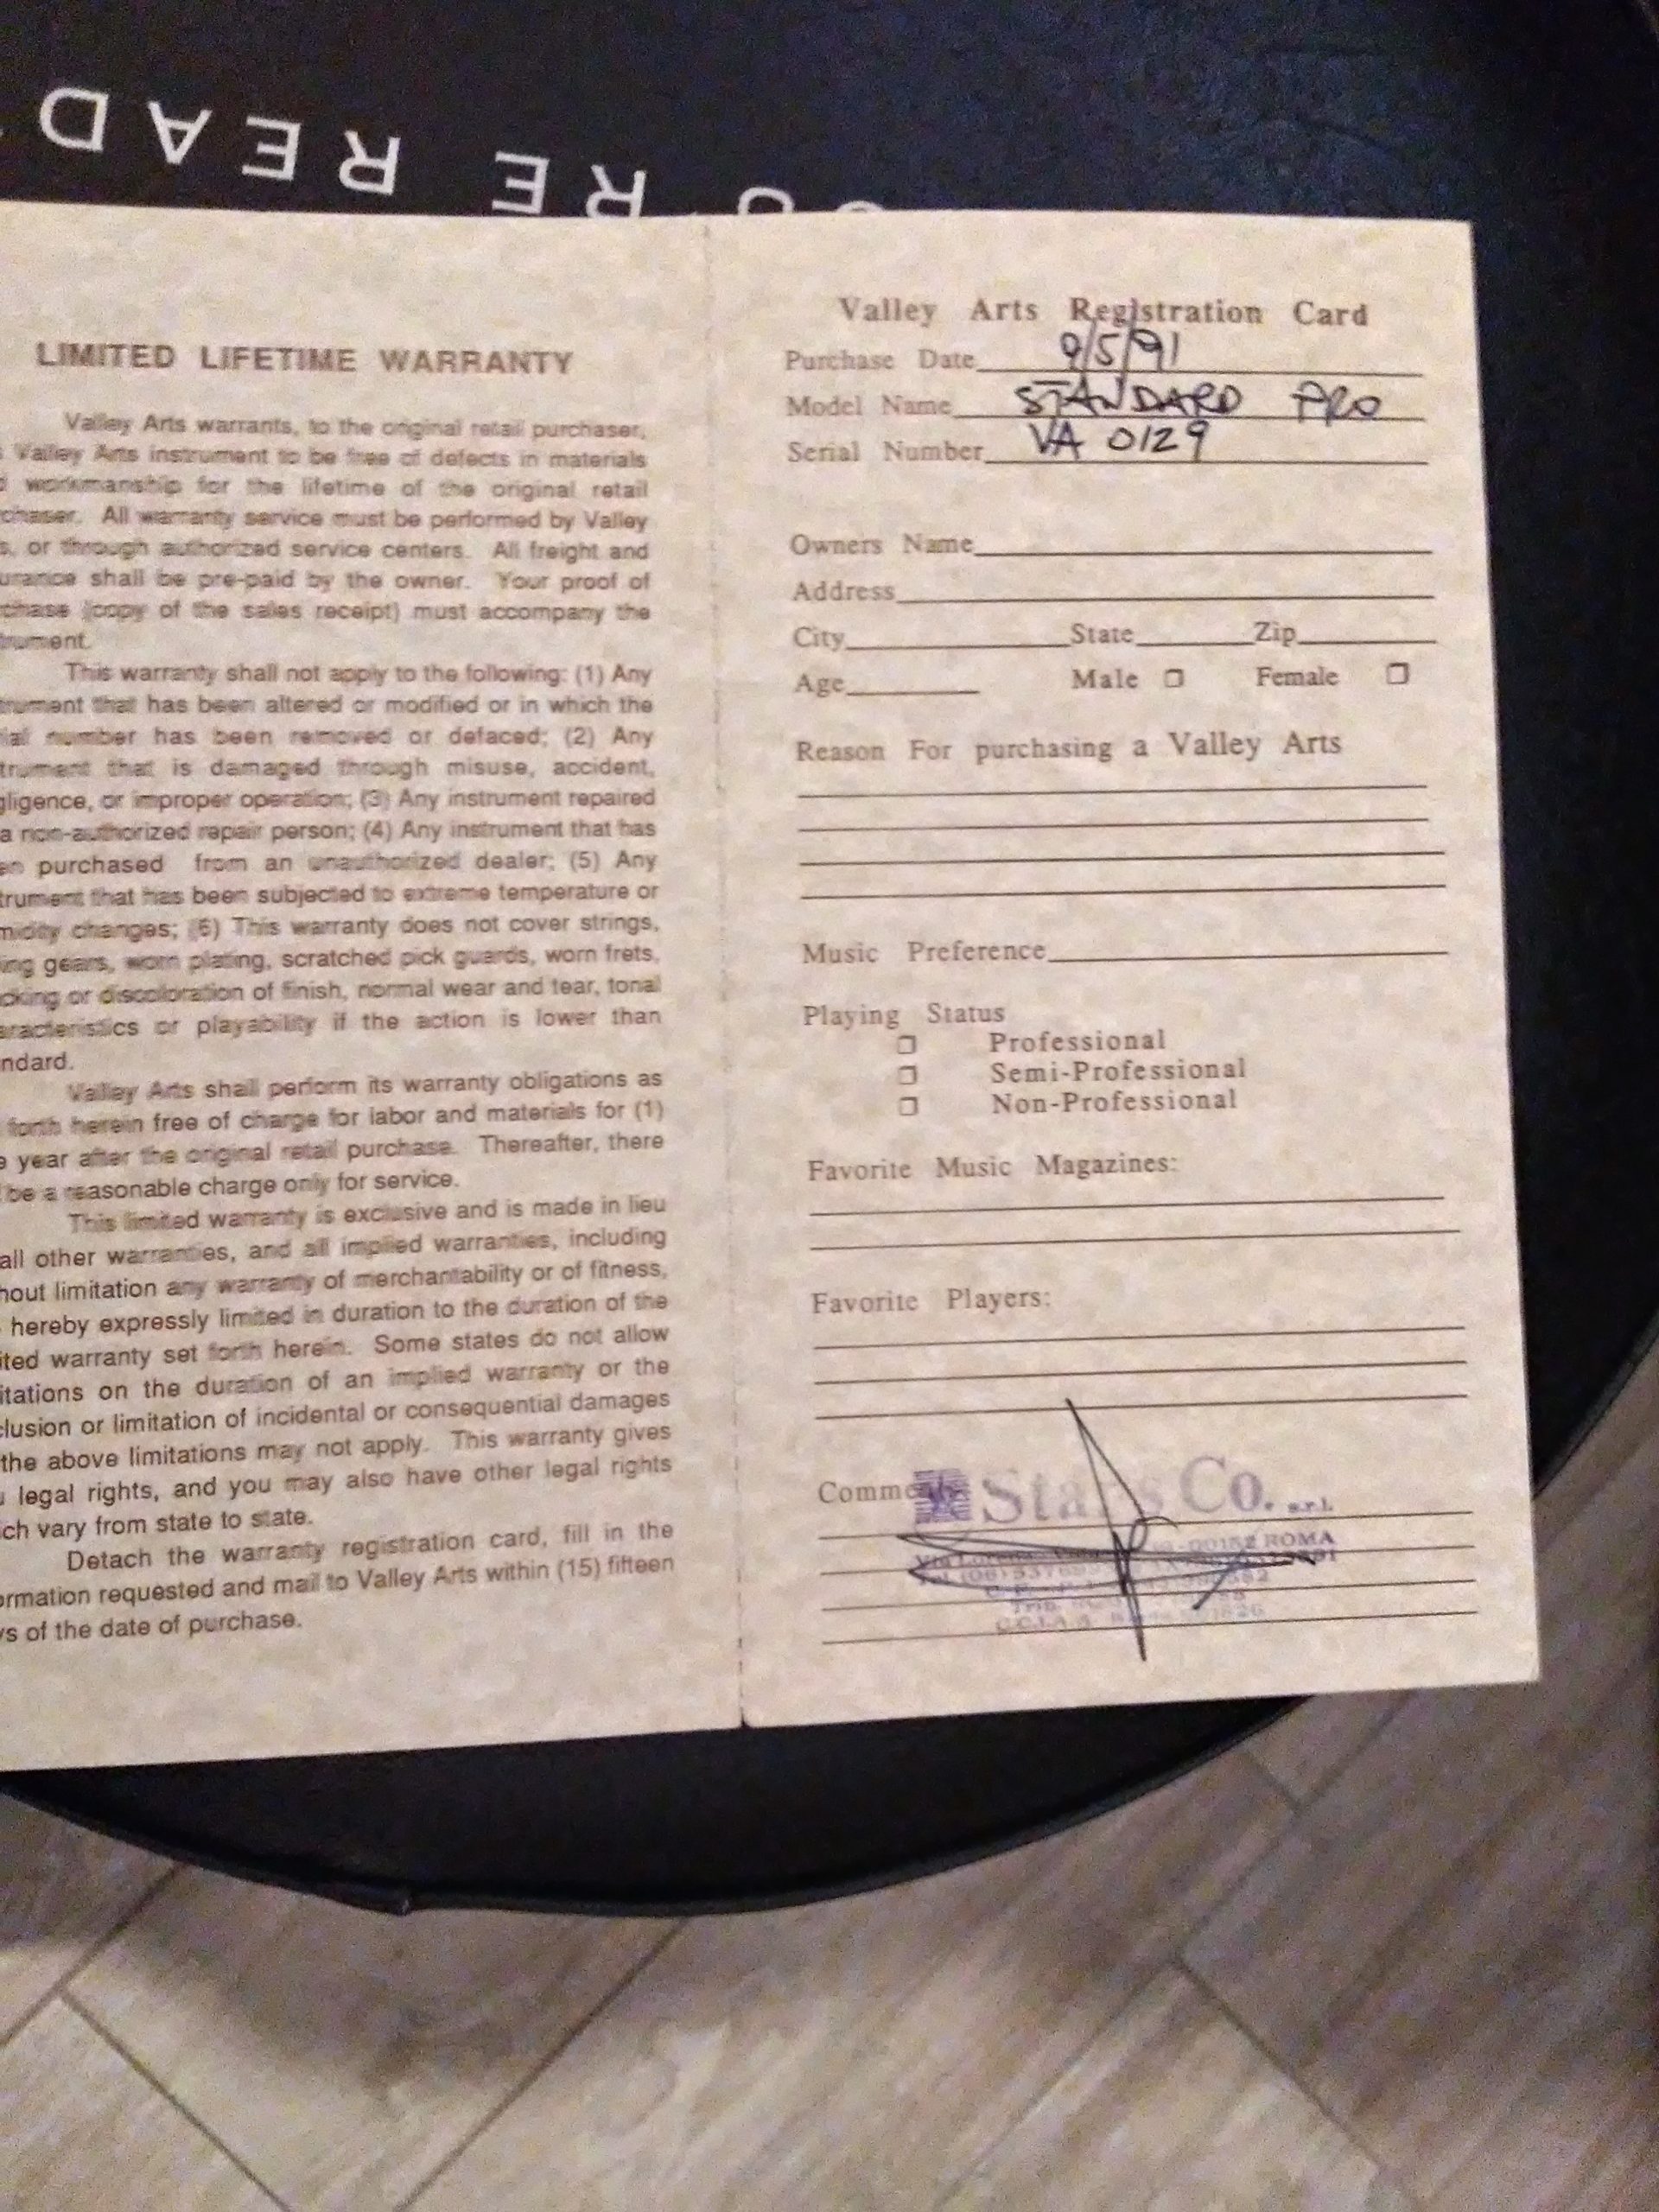 READ
RE
LIMITED LIFETIME WARRANTY
Valley Arts warrants, to the original retail purchaser,
Valley Arts instrument to be free of defects in materials
workmanship for the lifetime of the original retail
chaser. All warranty service must be performed by Valley
s, or through authorized service centers. All freight and
urance shall be pre-paid by the owner. Your proof of
chase (copy of the sales receipt) must accompany the
trument.
This warranty shall not apply to the following: (1) Any
trument that has been altered or modified or in which the
ial number has been removed or defaced; (2) Any
trument that is damaged through misuse, accident,
gligence, or improper operation; (3) Any instrument repaired
a non-authorized repair person; (4) Any instrument that has
en purchased from an unauthorized dealer; (5) Any
trument that has been subjected to extreme temperature or
midity changes; (6) This warranty does not cover strings,
ing gears, worn plating, scratched pick guards, worn frets,
cking or discoloration of finish, normal wear and tear, tonal
aracteristics or playability if the action is lower than
ndard.
Valley Arts shall perform its warranty obligations as
forth herein free of charge for labor and materials for (1)
e year after the original retail purchase. Thereafter, there
be a reasonable charge only for service.
This limited warranty is exclusive and is made in lieu
all other warranties, and all implied warranties, including
hout limitation any warranty of merchantability or of fitness,
hereby expressly limited in duration to the duration of the
ited warranty set forth herein. Some states do not allow
itations on the duration of an implied warranty or the
clusion or limitation of incidental or consequential damages
the above limitations may not apply. This warranty gives
u legal rights, and you may also have other legal rights
ich vary from state to state.
Detach the warranty registration card, fill in the
ormation requested and mail to Valley Arts within (15) fifteen
ys of the date of purchase.
Valley Arts Registration Card
Purchase Date 9/5/91
Model Name STANDARD PRO
Serial Number VA 0129
Owners Name
Address
City State Zip
Age Male Female
Reason For purchasing a Valley Arts
Music Preference
Playing Status
Professional
Semi-Professional
Non-Professional
Favorite Music Magazines:
Favorite Players:
Comme
Co. s.r.l.
00152 ROMA